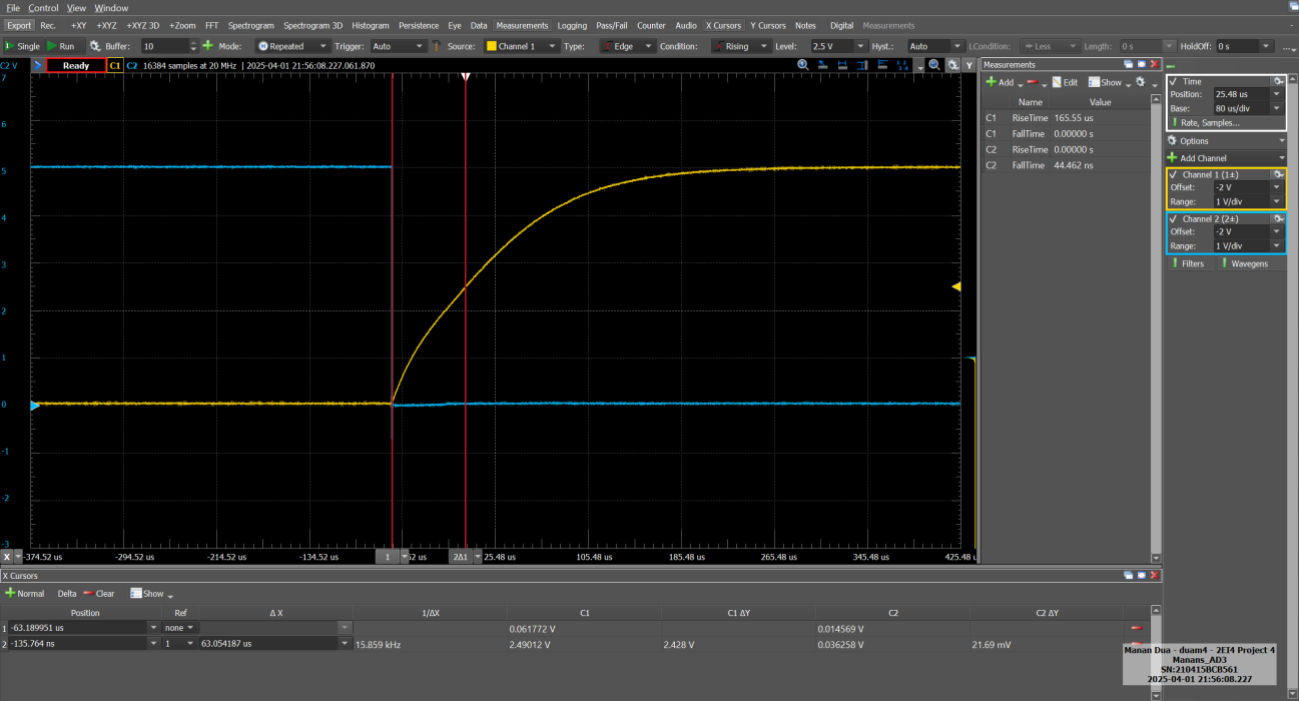 File Control View Window
Export Rec. +XY +XYZ +XYZ 3D +Zoom FFT Spectrogram Spectrogram 3D Histogram Persistence Eye Data Measurements Logging Pass/Fail Counter Audio X Cursors Y Cursors Notes Digital Measurements
Single Run Buffer: 10 Mode: Repeated Trigger: Auto Source: Channel 1 Type: Edge Condition: Rising Level: 2.5 V Hyst.: Auto LCondition: Less Length: 0 s HoldOff: 0 s ...
C2 V Ready C1 C2 16384 samples at 20 MHz | 2025-04-01 21:56:08.227.061.870 Y
7
6
5
4
3
2
1
0
-1
-2
-3
X -374.52 us -294.52 us -214.52 us -134.52 us 1 52 us 2Δ1 25.48 us 105.48 us 185.48 us 265.48 us 345.48 us 425.48 u
Measurements
Add Edit Show
Name Value
C1 RiseTime 165.55 us
C1 FallTime 0.00000 s
C2 RiseTime 0.00000 s
C2 FallTime 44.462 ns
Time
Position: 25.48 us
Base: 80 us/div
Rate, Samples...
Options
Add Channel
Channel 1 (1±)
Offset: -2 V
Range: 1 V/div
Channel 2 (2±)
Offset: -2 V
Range: 1 V/div
Filters Wavegens
X Cursors
Normal Delta Clear Show
Position Ref Δ X 1/ΔX C1 C1 ΔY C2 C2 ΔY
1 -63.189951 us none 0.061772 V 0.014569 V
2 -135.764 ns 1 63.054187 us 15.859 kHz 2.49012 V 2.428 V 0.036258 V 21.69 mV
Manan Dua - duam4 - 2EI4 Project 4
Manans_AD3
SN:210415BCB561
2025-04-01 21:56:08.227